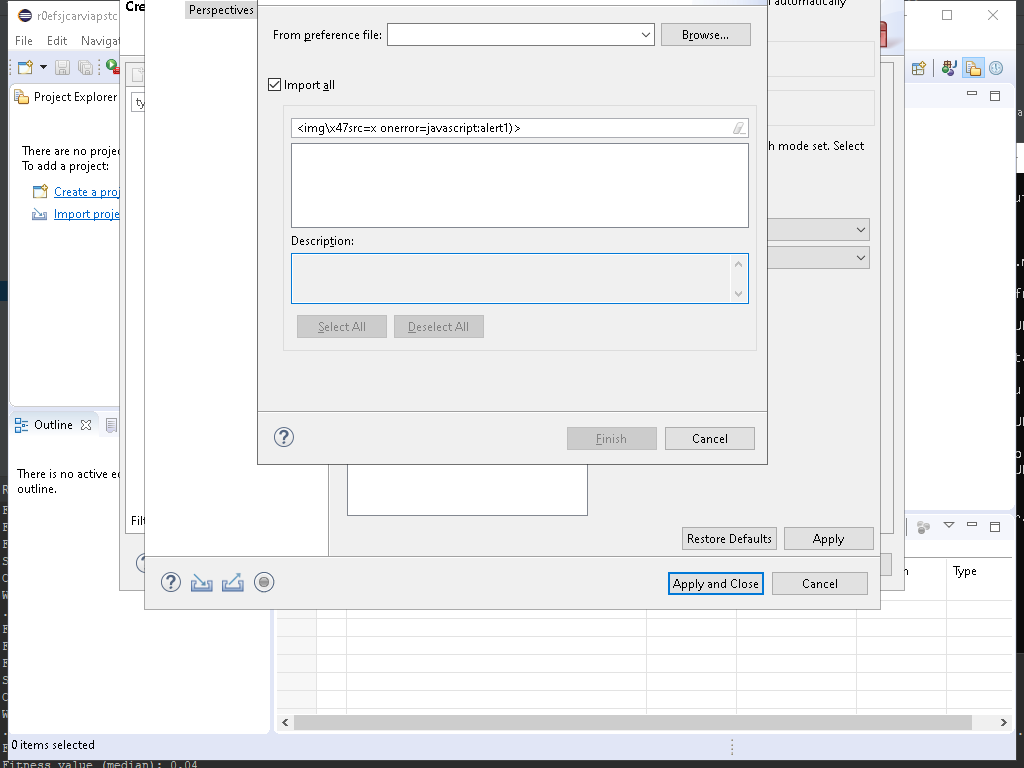 r0efsjcarviapstc
Cre
Perspectives
automatically
File Edit Naviga
From preference file:
Browse...
Project Explorer
Import all
ty
<img\x47src=x onerror=javascript:alert1)>
h mode set. Select
There are no projec
To add a project:
Create a proj
Import proje
Description:
Select All
Deselect All
Outline
Finish
Cancel
There is no active e
outline.
Filt
Restore Defaults
Apply
Type
Apply and Close
Cancel
0 items selected
Fitness value (median): 0.04